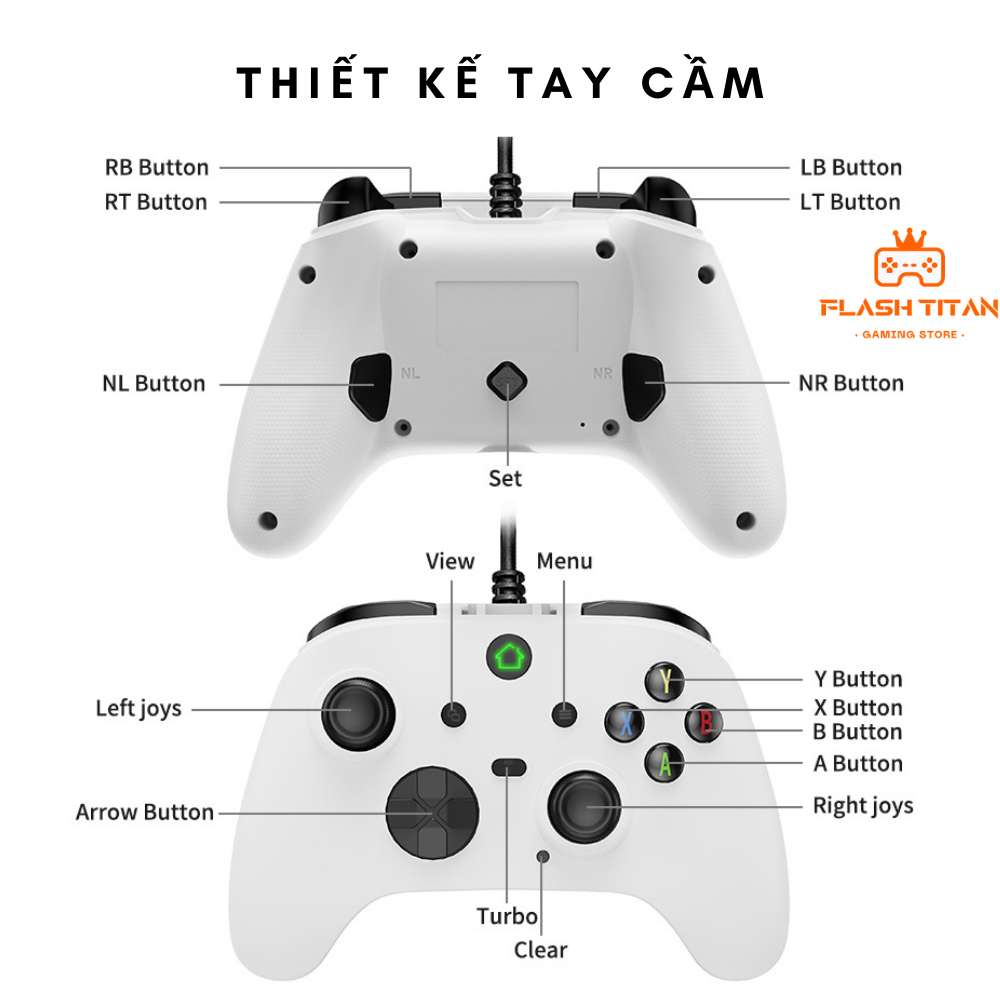 THIẾT KẾ TAY CẦM
RB Button
LB Button
RT Button
LT Button
FLASH TITAN
· GAMING STORE ·
NL
NR
NL Button
NR Button
Set
View
Menu
Y
Y Button
X Button
Left joys
X
B
B Button
A
A Button
Right joys
Arrow Button
Turbo
Clear